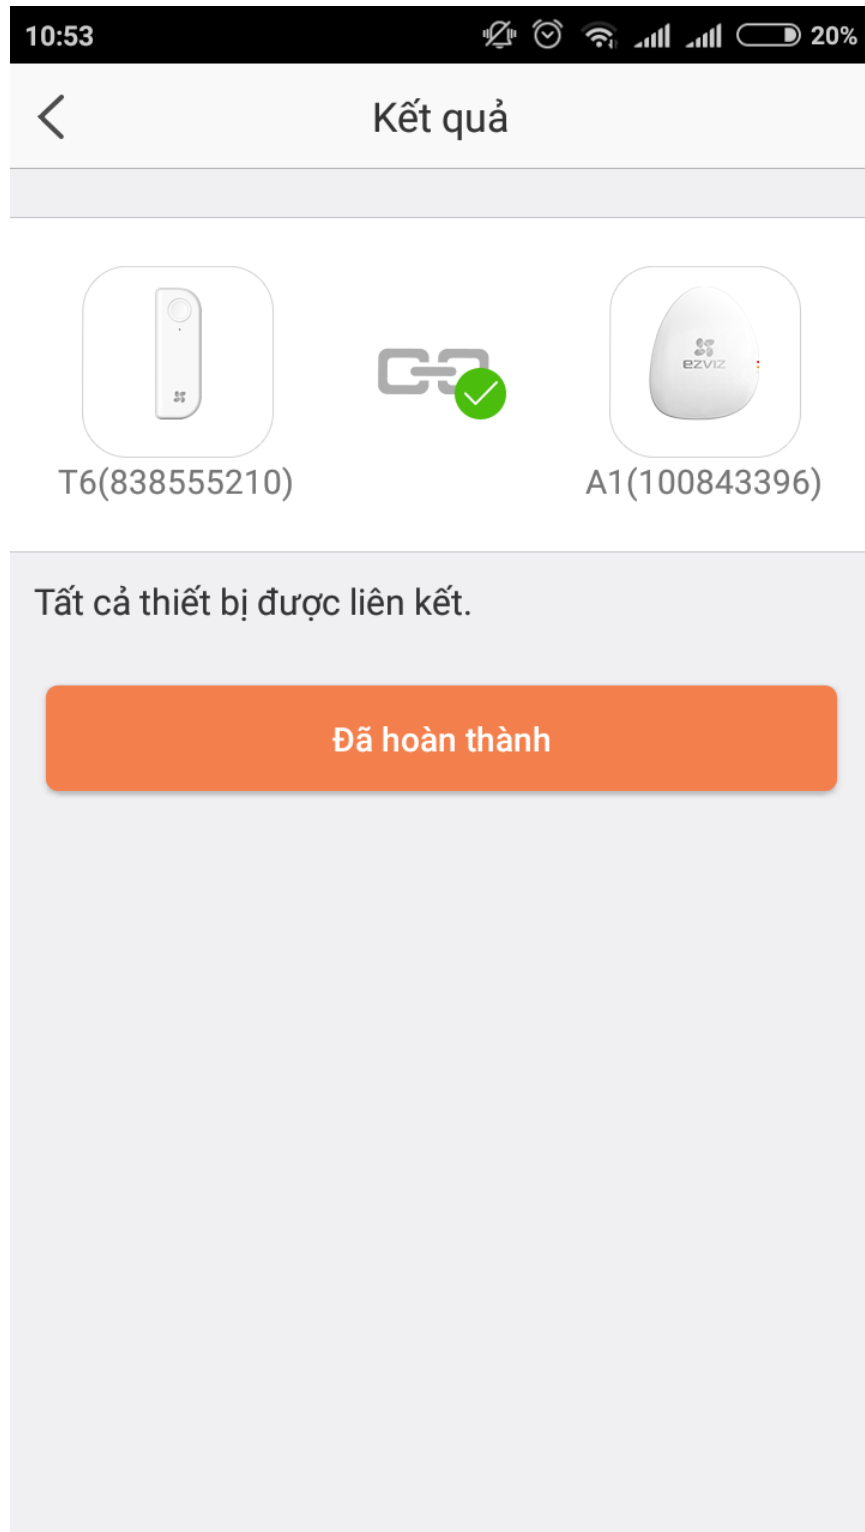 10:53 20%
Kết quả
ezviz
T6(838555210) A1(100843396)
Tất cả thiết bị được liên kết.
Đã hoàn thành